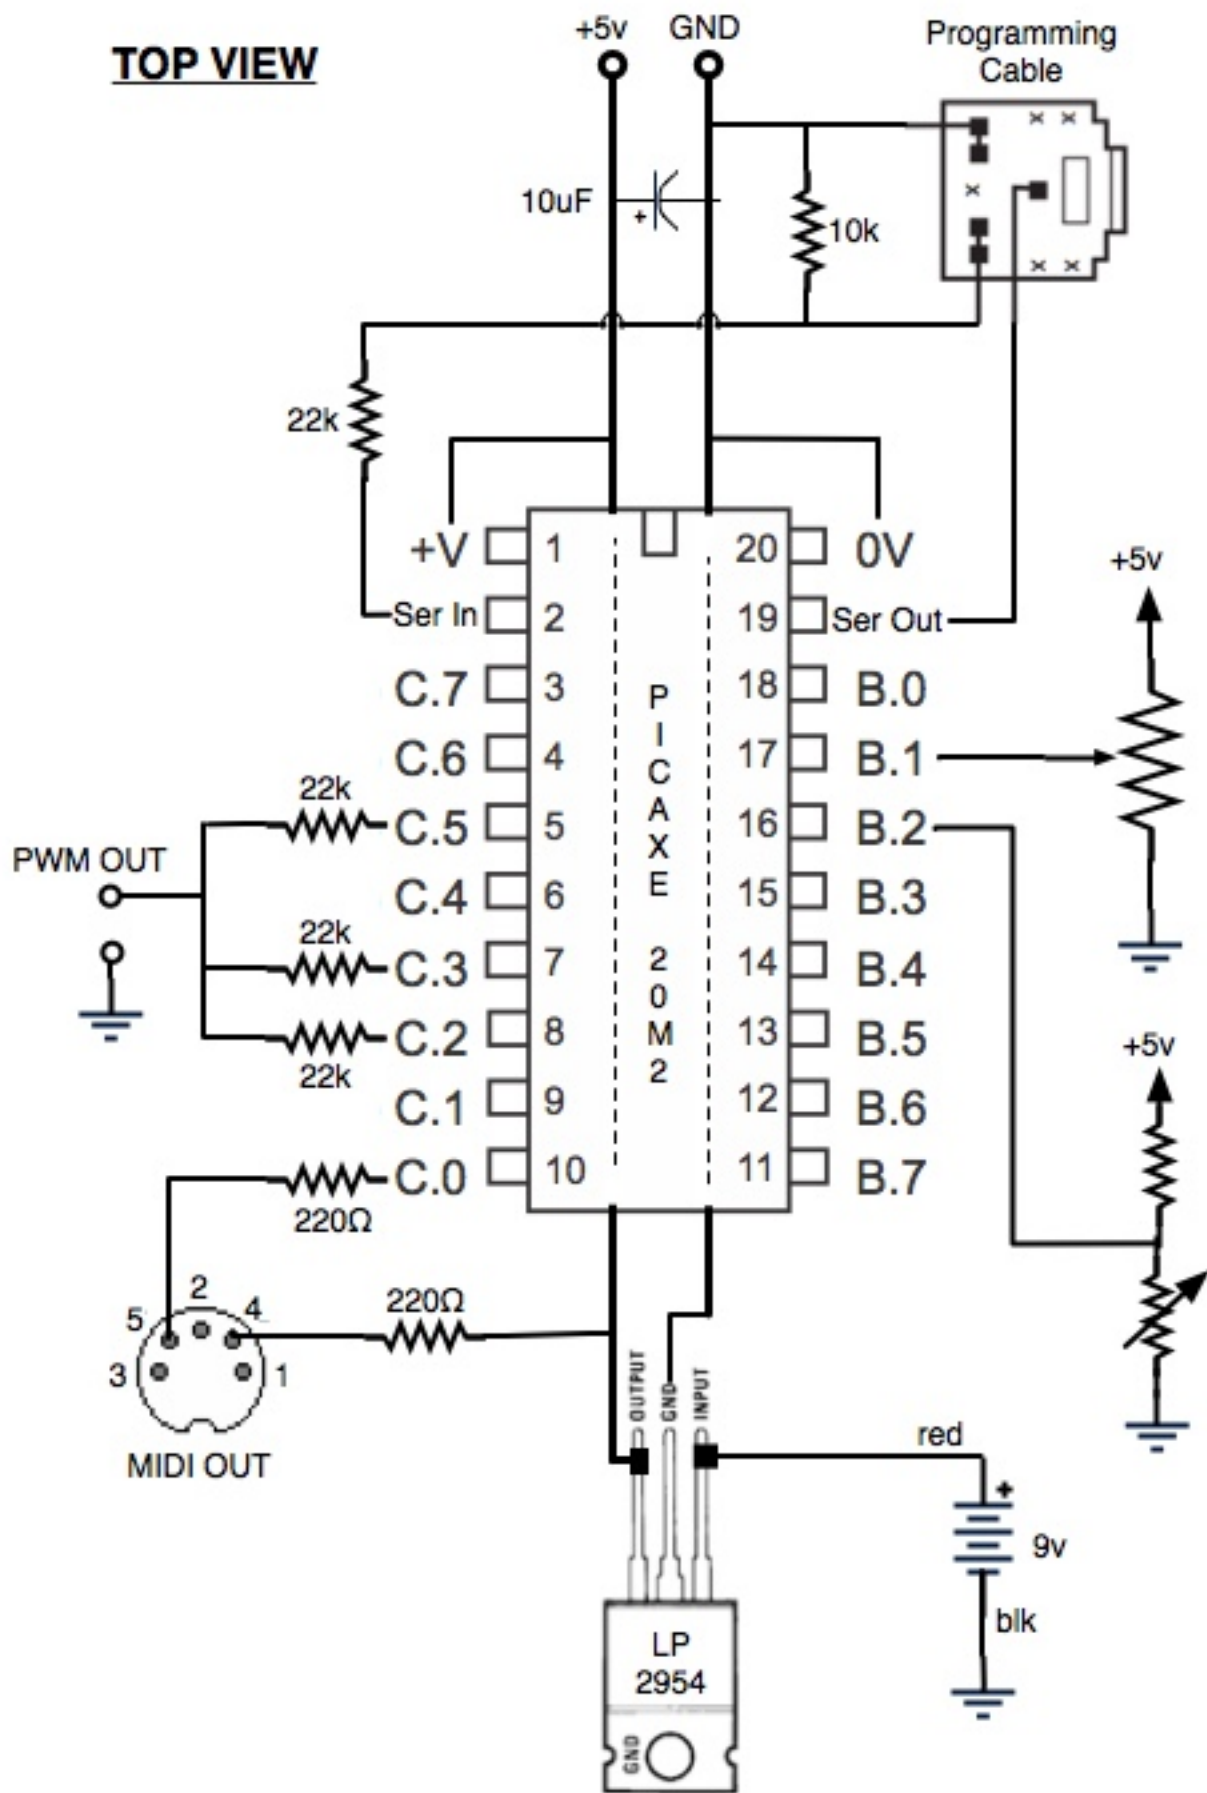 TOP VIEW
+5v
GND
Programming
Cable
10uF
+
10k
22k
+V
1
20
0V
Ser In
2
19
Ser Out
+5v
C.7
3
18
B.0
C.6
4
17
B.1
22k
C.5
5
16
B.2
PWM OUT
C.4
6
15
B.3
22k
C.3
7
14
B.4
C.2
8
13
B.5
22k
+5v
C.1
9
12
B.6
C.0
10
11
B.7
220Ω
PICAXE 20M2
2
5
4
3
1
220Ω
MIDI OUT
OUTPUT
GND
INPUT
red
+
9v
blk
LP
2954
GND